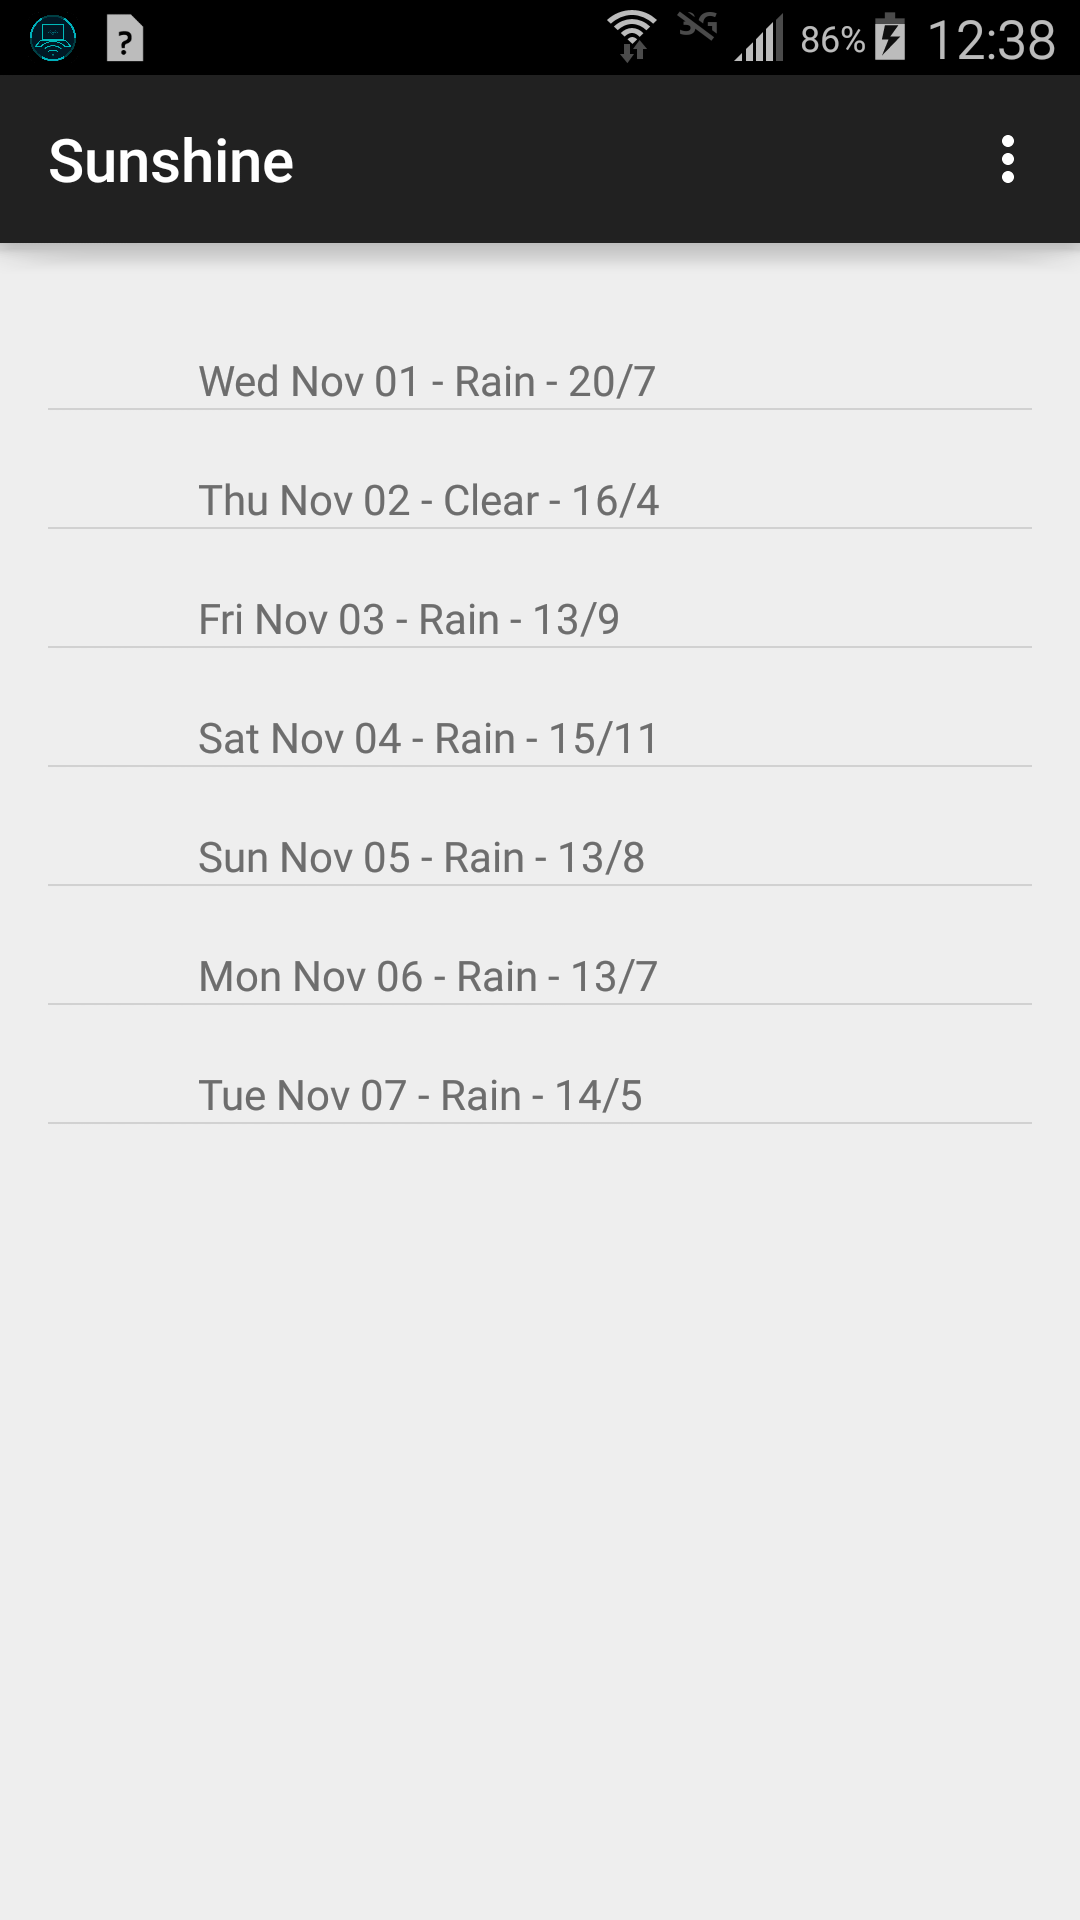 ? 3G 86% 12:38
Sunshine
Wed Nov 01 - Rain - 20/7
Thu Nov 02 - Clear - 16/4
Fri Nov 03 - Rain - 13/9
Sat Nov 04 - Rain - 15/11
Sun Nov 05 - Rain - 13/8
Mon Nov 06 - Rain - 13/7
Tue Nov 07 - Rain - 14/5